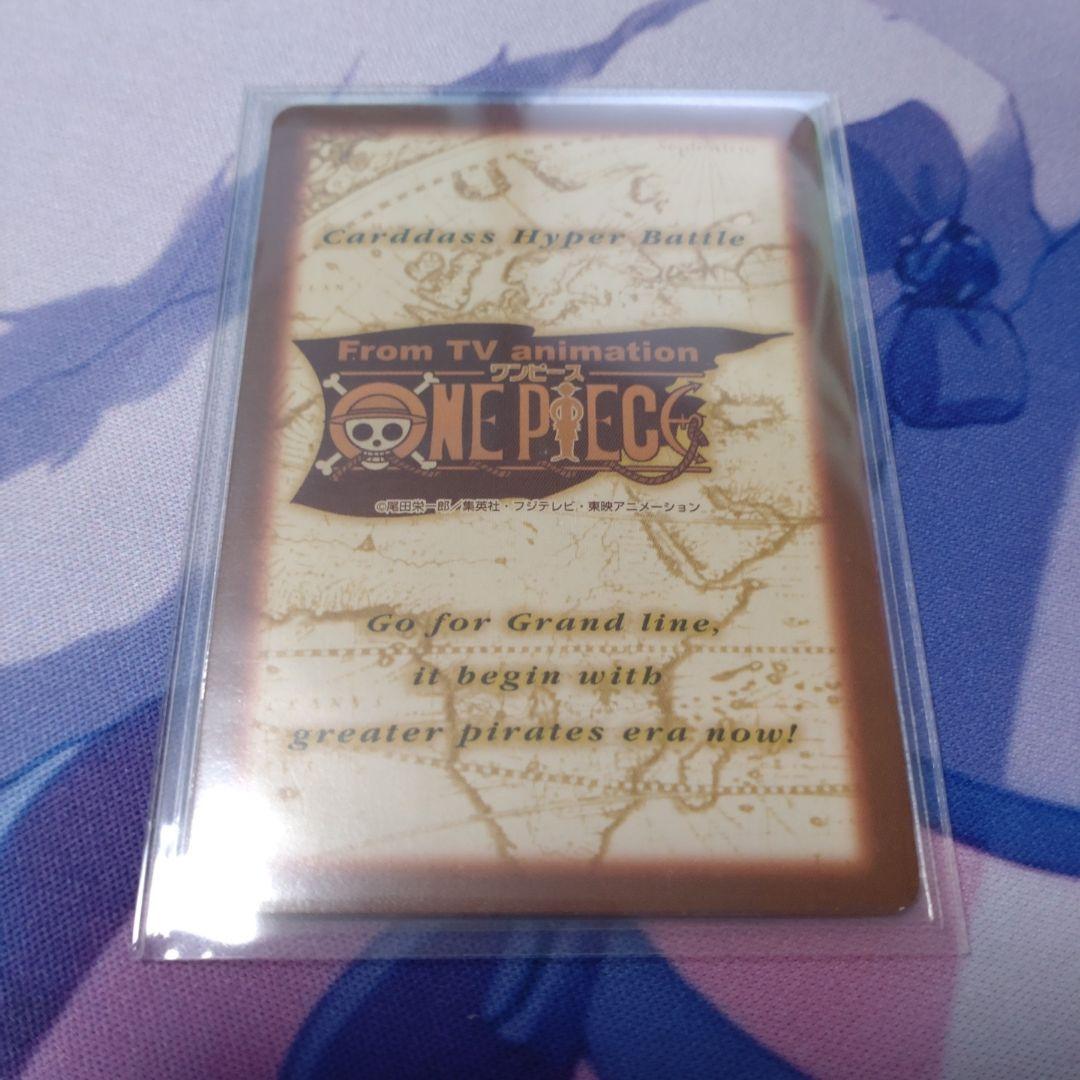 Septentrio
Carddass Hyper Battle
From TV animation
ワンピース
ONE PIECE
©尾田栄一郎／集英社・フジテレビ・東映アニメーション
Go for Grand line,
it begin with
greater pirates era now!